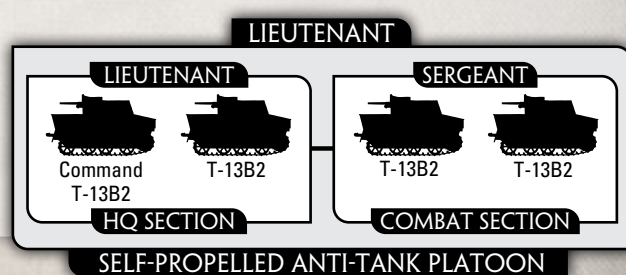 LIEUTENANT
LIEUTENANT
Command
T-13B2
T-13B2
HQ SECTION
SERGEANT
T-13B2
T-13B2
COMBAT SECTION
SELF-PROPELLED ANTI-TANK PLATOON